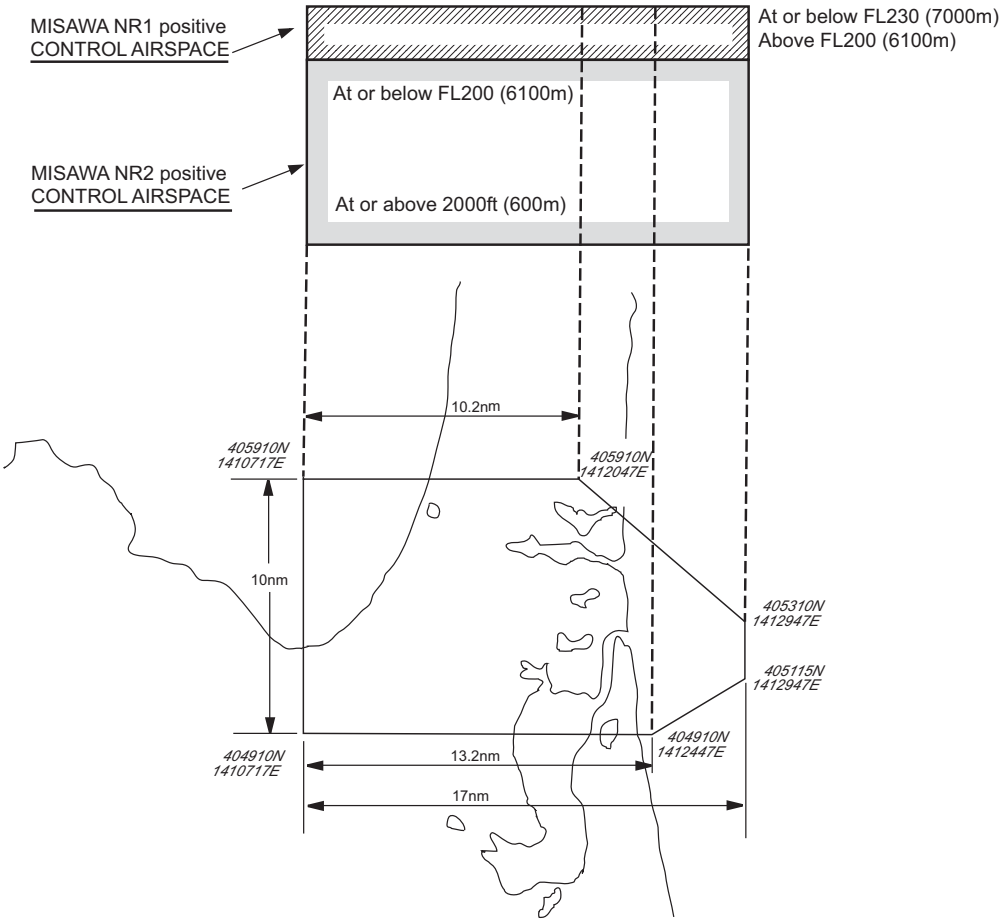 MISAWA NR1 positive
CONTROL AIRSPACE
At or below FL230 (7000m)
Above FL200 (6100m)
At or below FL200 (6100m)
MISAWA NR2 positive
CONTROL AIRSPACE
At or above 2000ft (600m)
10.2nm
405910N
1410717E
405910N
1412047E
10nm
405310N
1412947E
405115N
1412947E
404910N
1410717E
13.2nm
404910N
1412447E
17nm